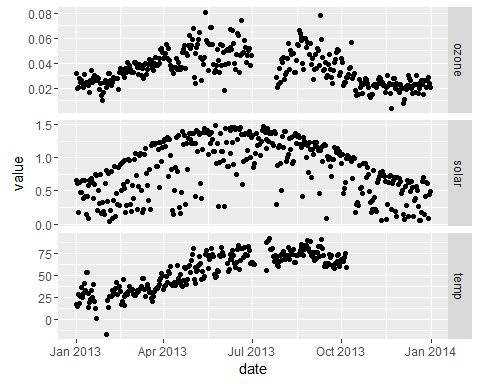 0.08
0.06
0.04
0.02
ozone
1.5
1.0
0.5
0.0
solar
75
50
25
0
temp
value
Jan 2013
Apr 2013
Jul 2013
Oct 2013
Jan 2014
date